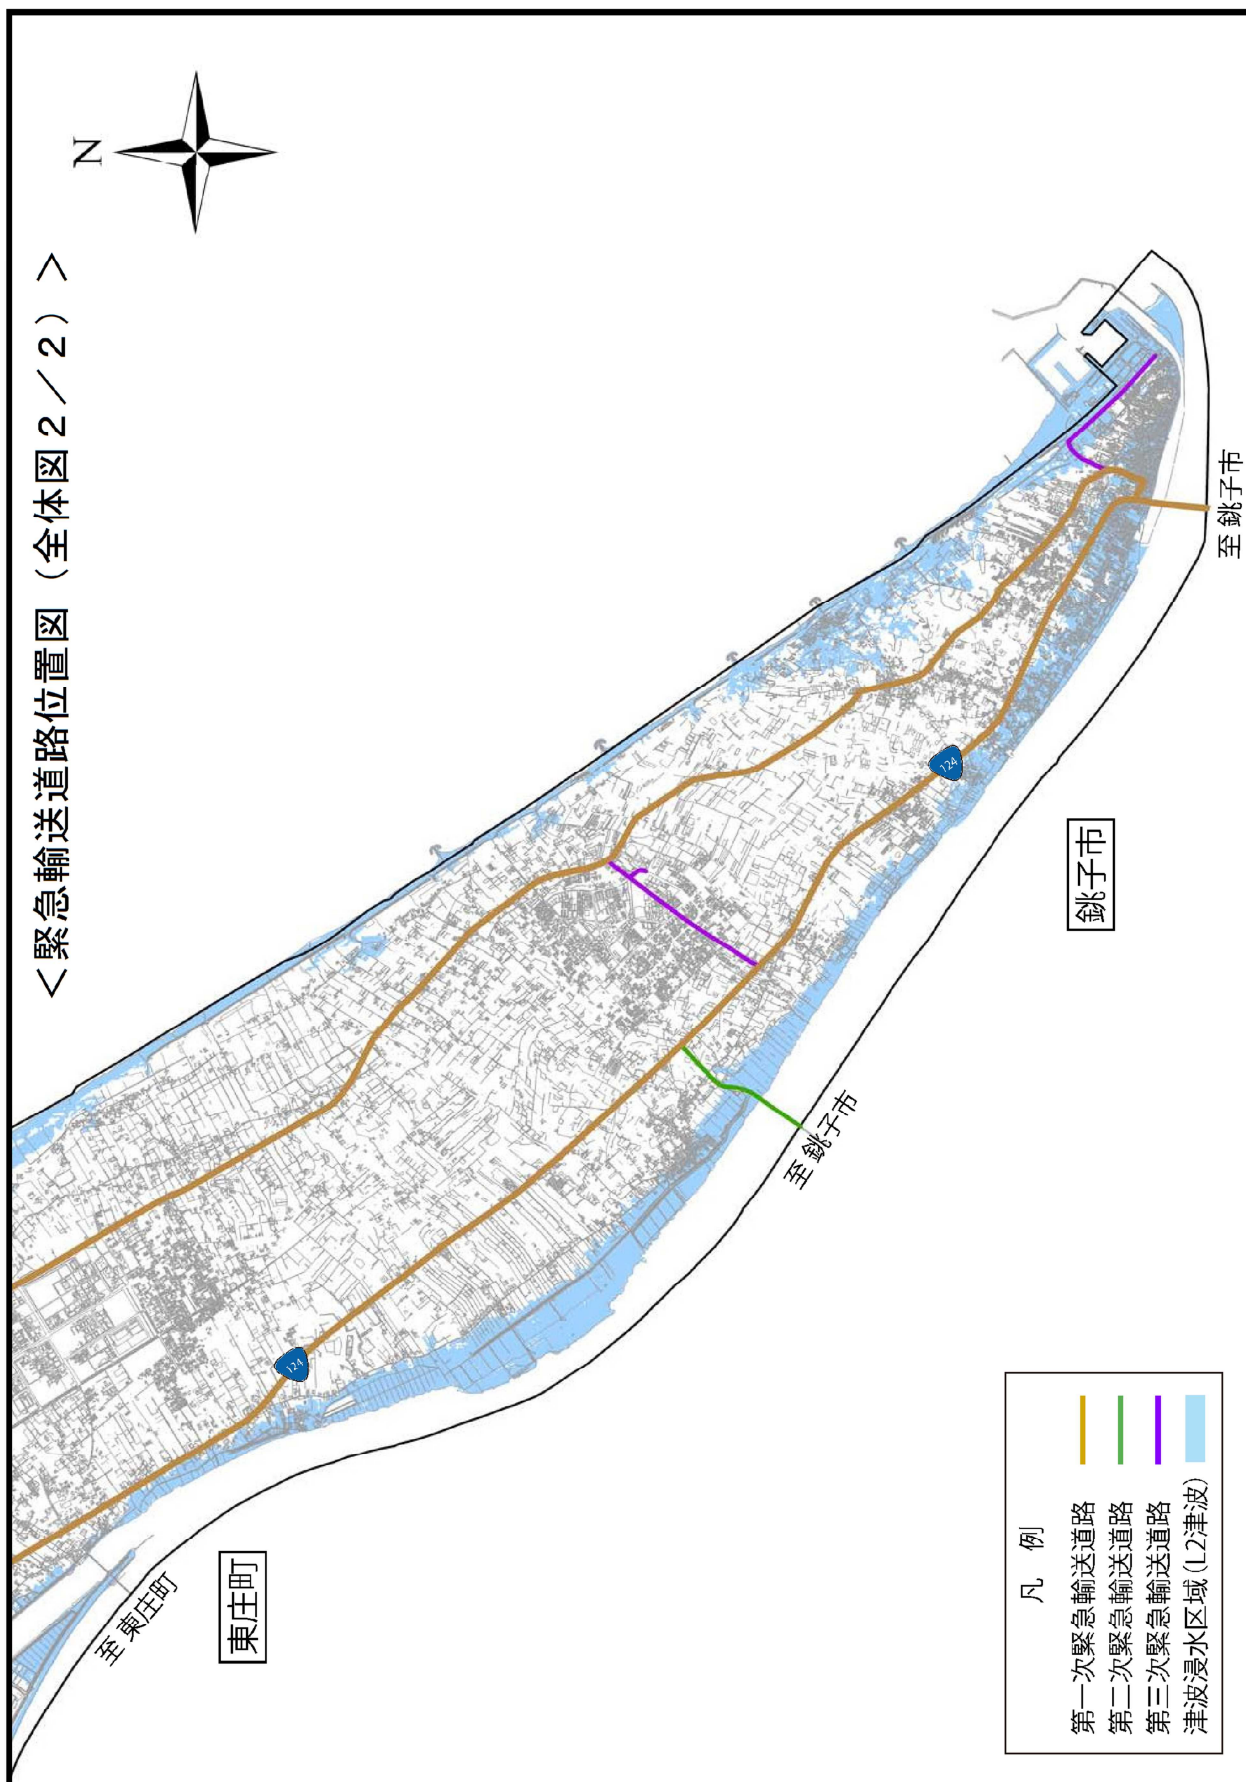 ＜緊急輸送道路位置図（全体図２／２）＞
N
124
124
至 銚子市
銚子市
至 銚子市
東庄町
至 東庄町
凡 例
第一次緊急輸送道路
第二次緊急輸送道路
第三次緊急輸送道路
津波浸水区域(L2津波)